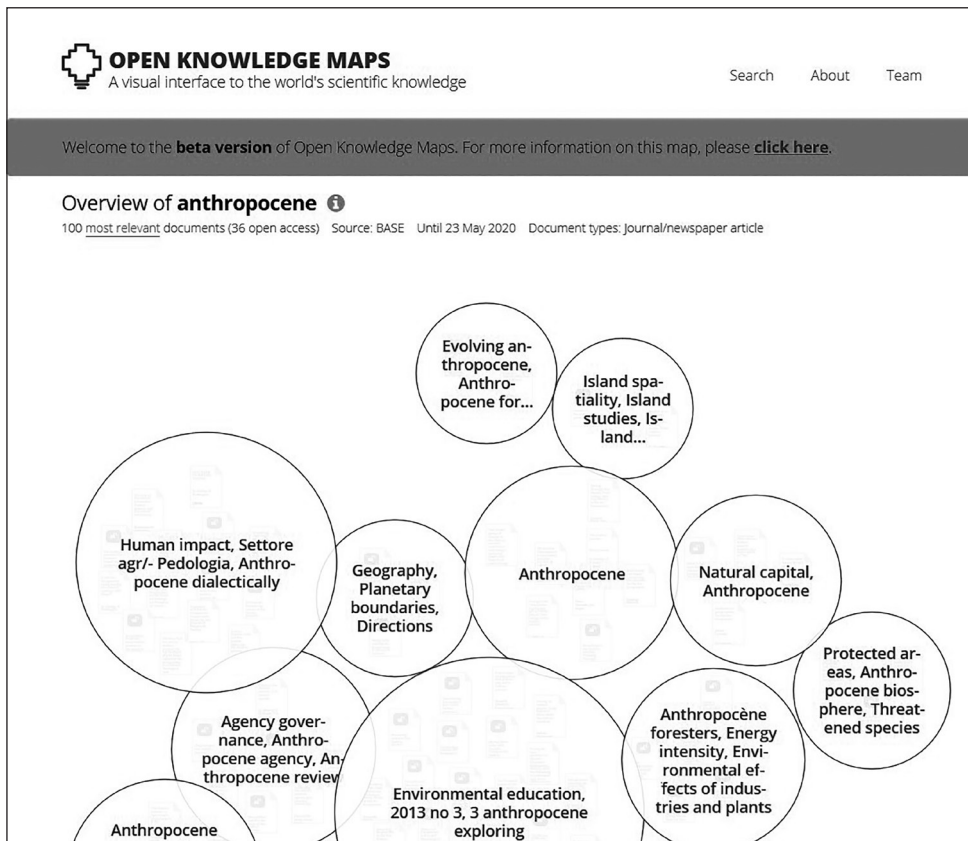 OPEN KNOWLEDGE MAPS
A visual interface to the world's scientific knowledge
Search About Team
Welcome to the beta version of Open Knowledge Maps. For more information on this map, please click here.
Overview of anthropocene
100 most relevant documents (36 open access) Source: BASE Until 23 May 2020 Document types: Journal/newspaper article
Evolving an-
thropocene,
Anthro-
pocene for...
Island spa-
tiality, Island
studies, Is-
land...
Human impact, Settore
agr/- Pedologia, Anthro-
pocene dialectically
Geography,
Planetary
boundaries,
Directions
Anthropocene
Natural capital,
Anthropocene
Protected ar-
eas, Anthro-
pocene bios-
phere, Threat-
ened species
Agency gover-
nance, Anthro-
pocene agency, An-
thropocene review
Anthropocène
foresters, Energy
intensity, Envi-
ronmental ef-
fects of indus-
tries and plants
Environmental education,
2013 no 3, 3 anthropocene
exploring
Anthropocene